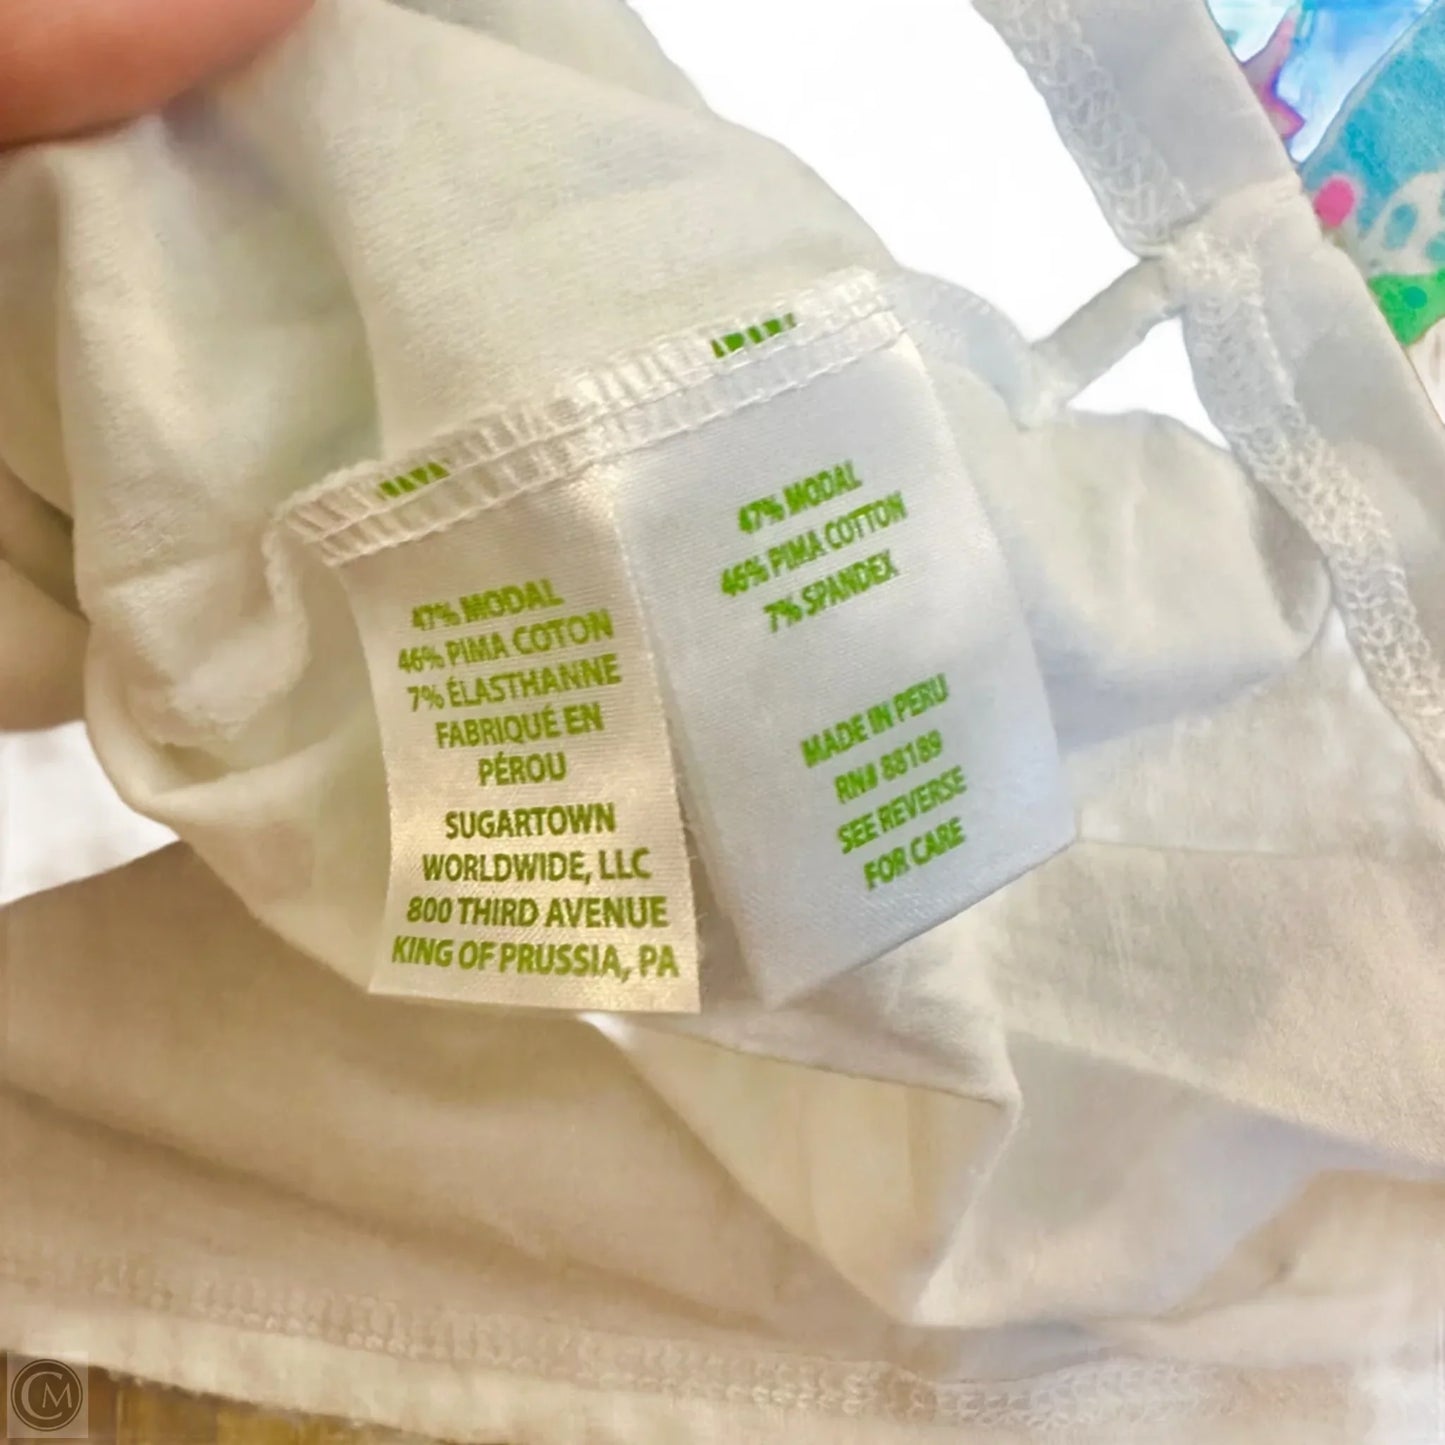 47% MODAL
46% PIMA COTON
7% ÉLASTHANNE
FABRIQUÉ EN
PÉROU
SUGARTOWN
WORLDWIDE, LLC
800 THIRD AVENUE
KING OF PRUSSIA, PA
47% MODAL
46% PIMA COTTON
7% SPANDEX
MADE IN PERU
RN# 88189
SEE REVERSE
FOR CARE
CM